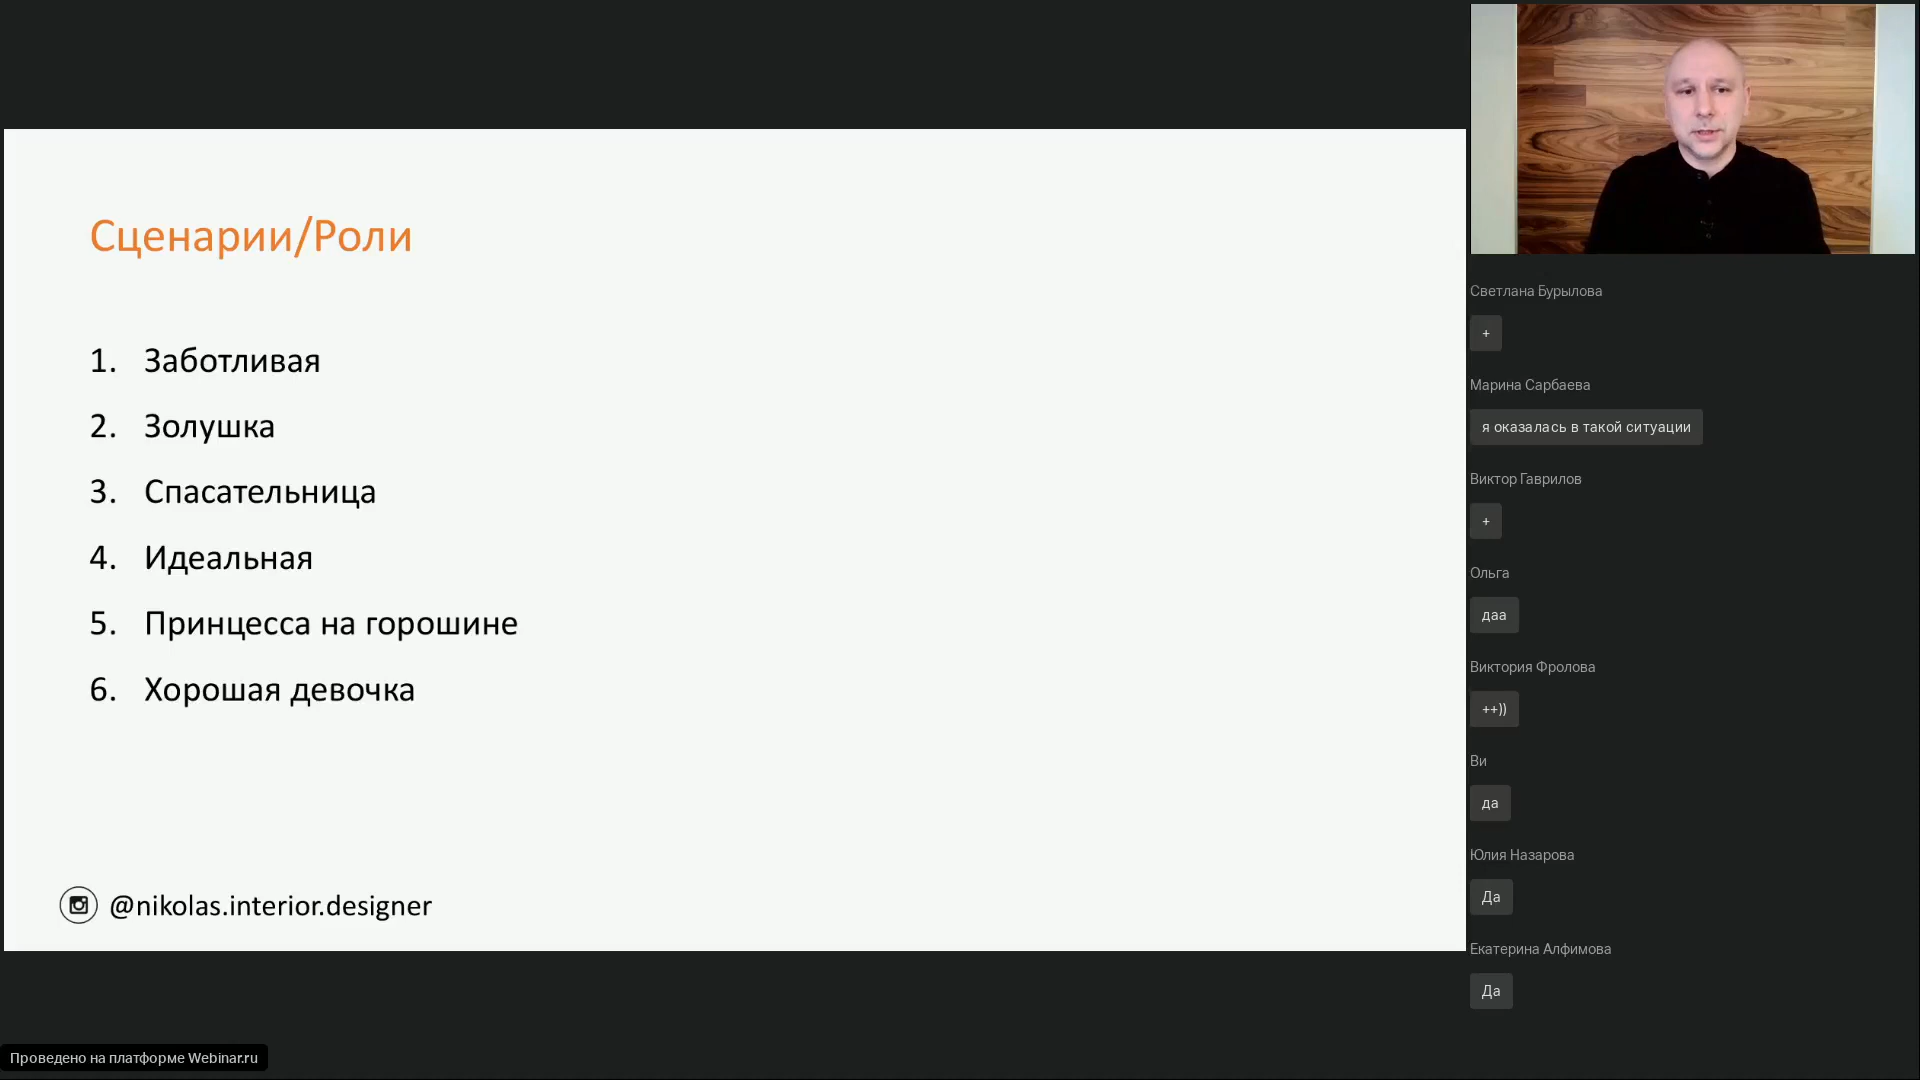 Сценарии/Роли
1. Заботливая
2. Золушка
3. Спасательница
4. Идеальная
5. Принцесса на горошине
6. Хорошая девочка
@nikolas.interior.designer
Светлана Бурылова
+
Марина Сарбаева
я оказалась в такой ситуации
Виктор Гаврилов
+
Ольга
даа
Виктория Фролова
++))
Ви
да
Юлия Назарова
Да
Екатерина Алфимова
Да
Проведено на платформе Webinar.ru